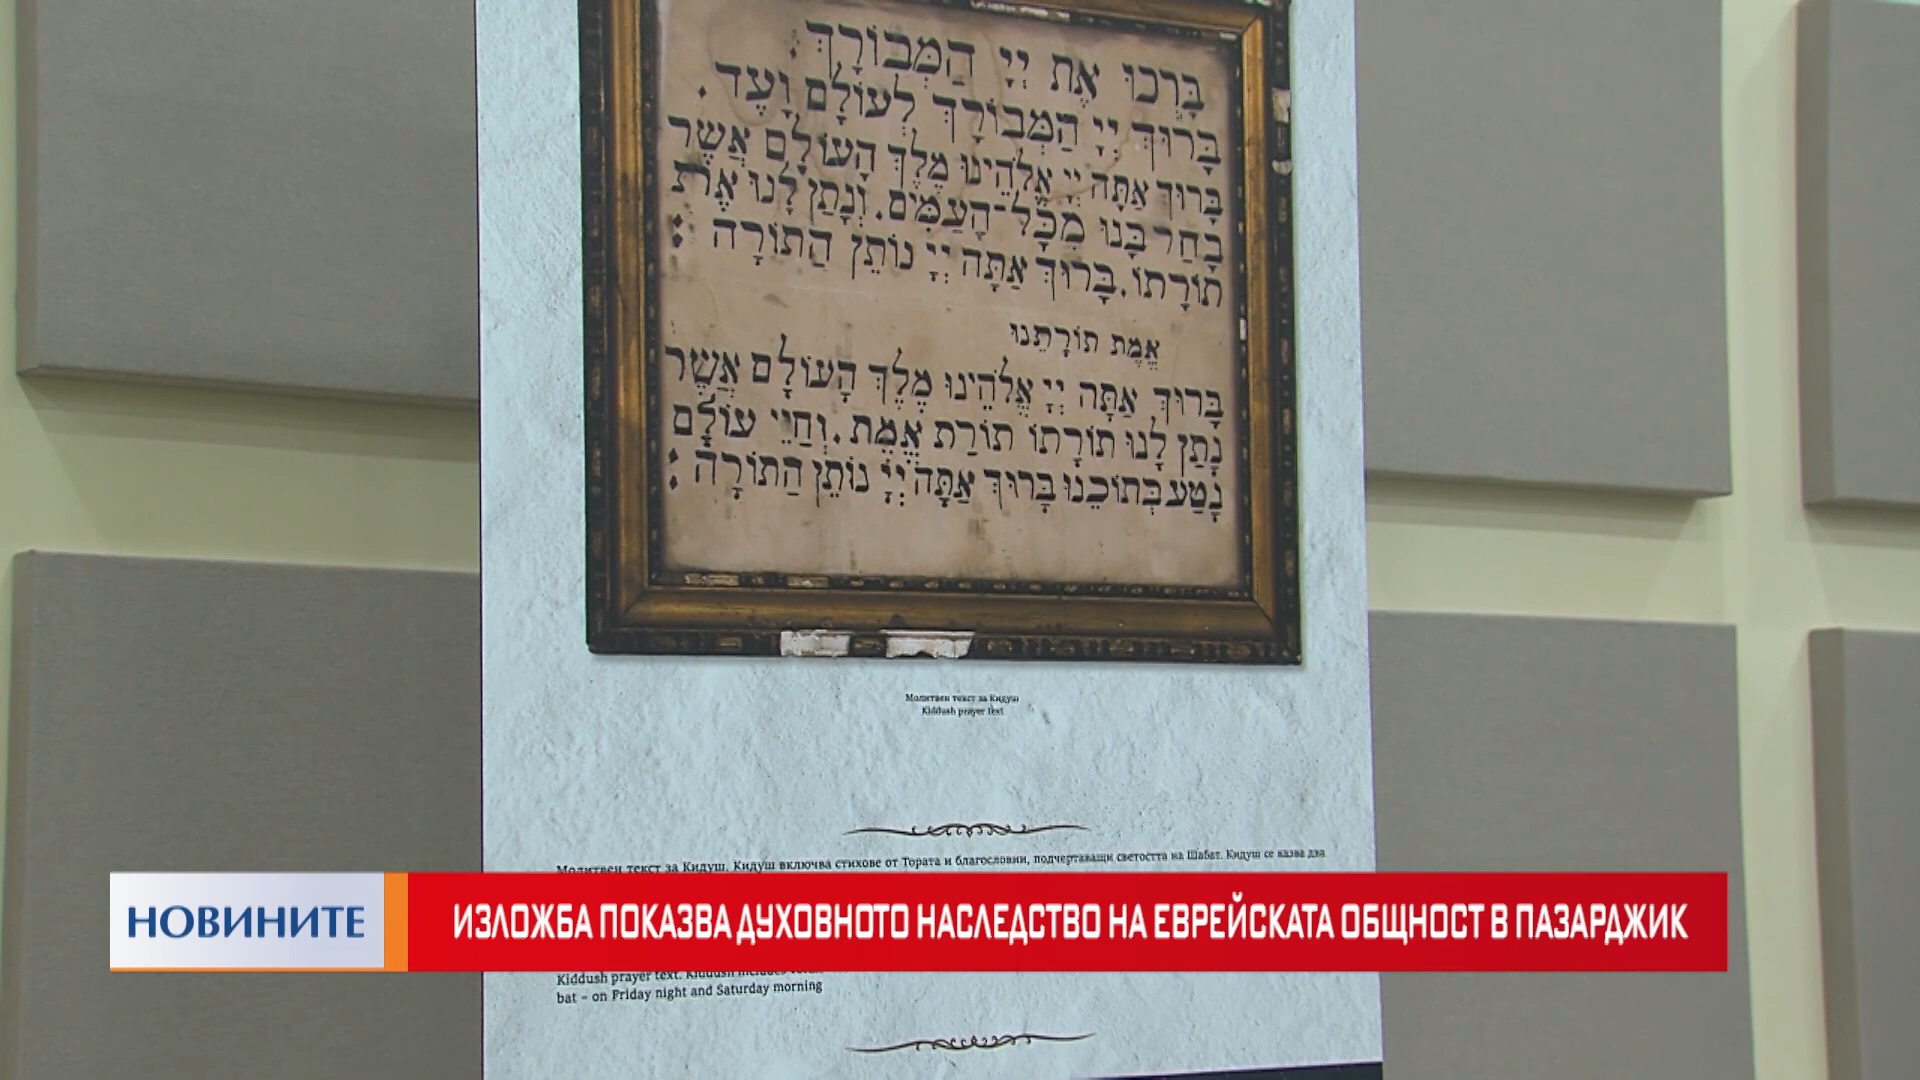 בָּרְכוּ אֶת יְיָ הַמְּבוֹרָךְ :
בָּרוּךְ יְיָ הַמְּבוֹרָךְ לְעוֹלָם וָעֶד .
בָּרוּךְ אַתָּה יְיָ אֱלֹהֵינוּ מֶלֶךְ הָעוֹלָם אֲשֶׁר
בָּחַר בָּנוּ מִכָּל־הָעַמִּים . וְנָתַן לָנוּ אֶת
תּוֹרָתוֹ . בָּרוּךְ אַתָּה יְיָ נוֹתֵן הַתּוֹרָה :
אֱמֶת תּוֹרָתֵנוּ
בָּרוּךְ אַתָּה יְיָ אֱלֹהֵינוּ מֶלֶךְ הָעוֹלָם אֲשֶׁר
נָתַן לָנוּ תּוֹרָתוֹ תּוֹרַת אֱמֶת . וְחַיֵּי עוֹלָם
נָטַע בְּתוֹכֵנוּ בָּרוּךְ אַתָּה יְיָ נוֹתֵן הַתּוֹרָה :
Молитвен текст за Кидуш
Kiddush prayer text
Молитвен текст за Кидуш. Кидуш включва стихове от Тората и благословии, подчертаващи светостта на Шабат. Кидуш се казва два
НОВИНИТЕ
ИЗЛОЖБА ПОКАЗВА ДУХОВНОТО НАСЛЕДСТВО НА ЕВРЕЙСКАТА ОБЩНОСТ В ПАЗАРДЖИК
Kiddush prayer text. Kiddush includes
bat – on Friday night and Saturday morning